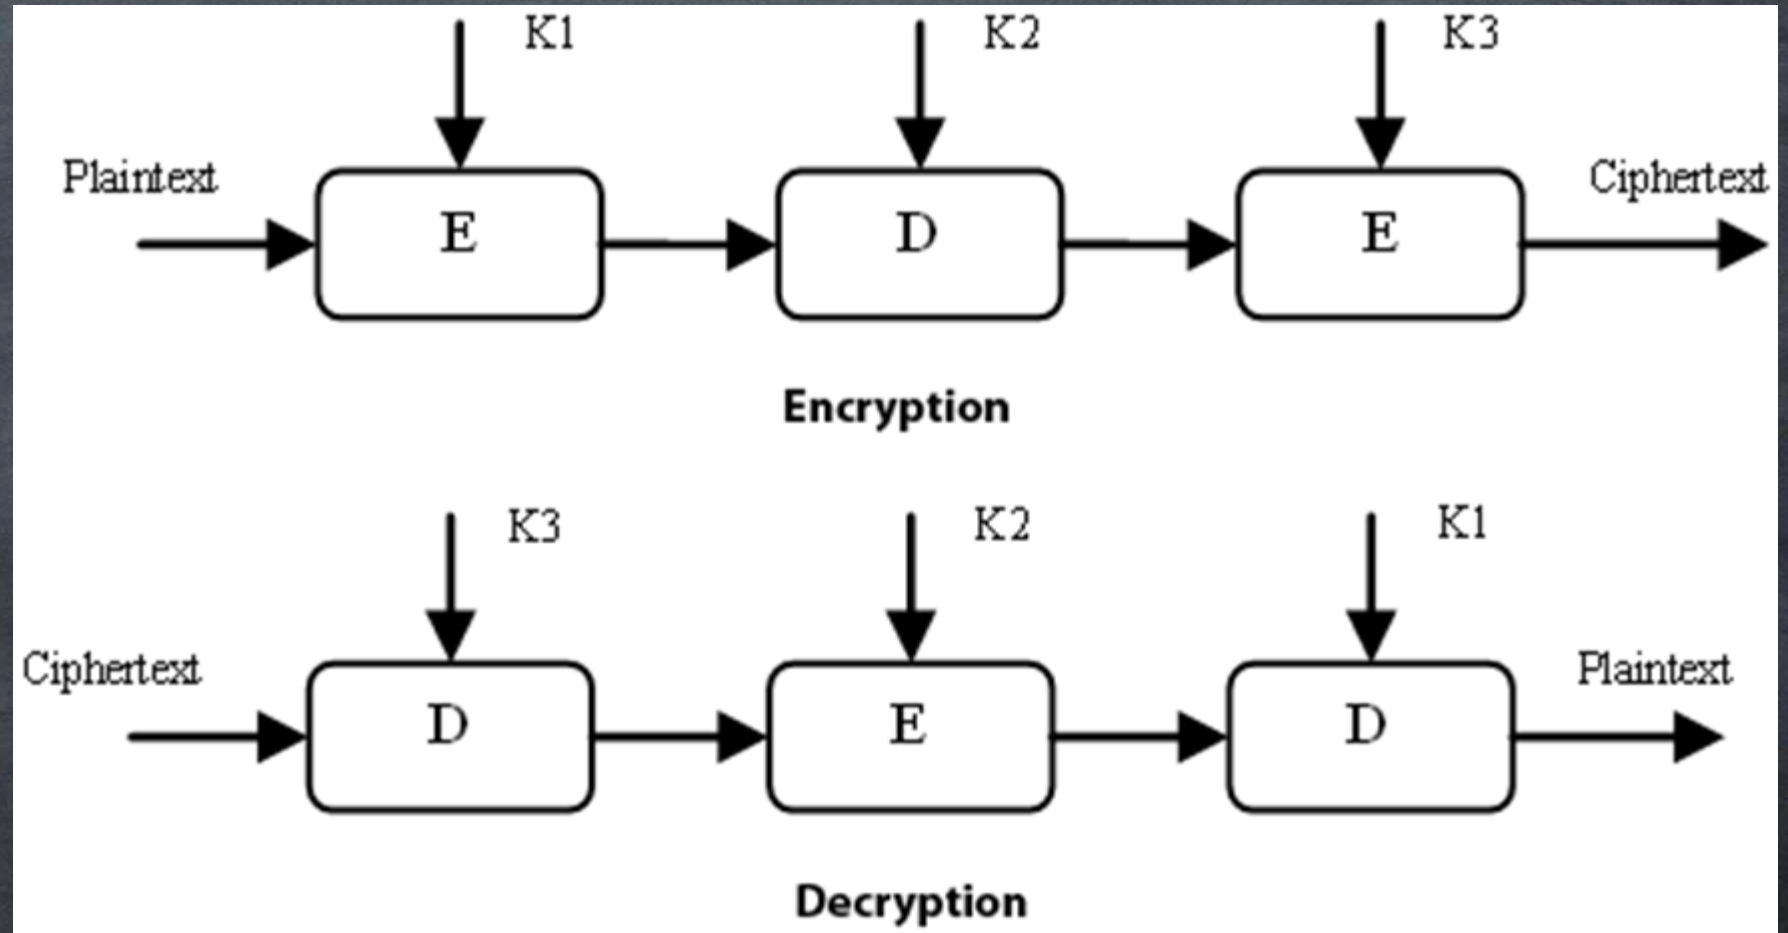 K1 K2 K3
Plaintext Ciphertext
E D E
Encryption
K3 K2 K1
Ciphertext Plaintext
D E D
Decryption